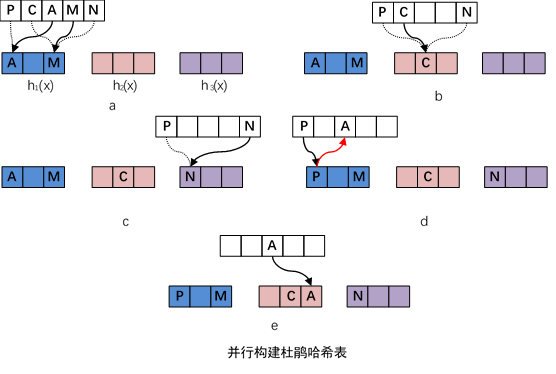 P C A M N
A M
h₁(x) h₂(x) h₃(x)
a
P C N
A M C
b
P N
A M C N
c
P A
P M C N
d
A
P M C A N
e
并行构建杜鹃哈希表